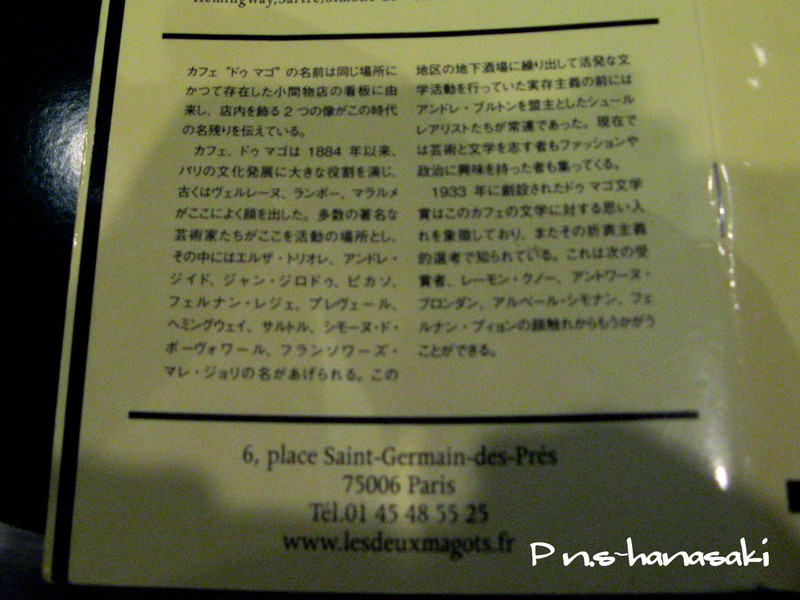 Hemingway, Sartre, Simone de
カフェ “ドゥ マゴ” の名前は同じ場所に
かつて存在した小間物店の看板に由
来し、店内を飾る 2 つの像がこの時代
の名残りを伝えている。
カフェ、ドゥ マゴは 1884 年以来、
パリの文化発展に大きな役割を演じ、
古くはヴェルレーヌ、ランボー、マラルメ
がここによく顔を出した。多数の著名な
芸術家たちがここを活動の場所とし、
その中にはエルザ・トリオレ、アンドレ・
ジイド、ジャン・ジロドゥ、ピカソ、
フェルナン・レジェ、プレヴェール、
ヘミングウェイ、サルトル、シモーヌ・ド・
ボーヴォワール、フランソワーズ・
マレ・ジョリの名があげられる。この
地区の地下酒場に繰り出して活発な文
学活動を行っていた実存主義の前には
アンドレ・ブルトンを盟主としたシュール
レアリストたちが常連であった。現在で
は芸術と文学を志す者もファッションや
政治に興味を持った者も集ってくる。
1933 年に創設されたドゥ マゴ文学
賞はこのカフェの文学に対する思い入
れを象徴しており、またその折衷主義
的選考で知られている。これは次の受
賞者、レーモン・クノー、アントワーヌ・
ブロンダン、アルベール・シモナン、フェ
ルナン・プィヨンの顔触れからもうかがう
ことができる。
6, place Saint-Germain-des-Près
75006 Paris
Tél.01 45 48 55 25
www.lesdeuxmagots.fr
P n.s-hanasaki